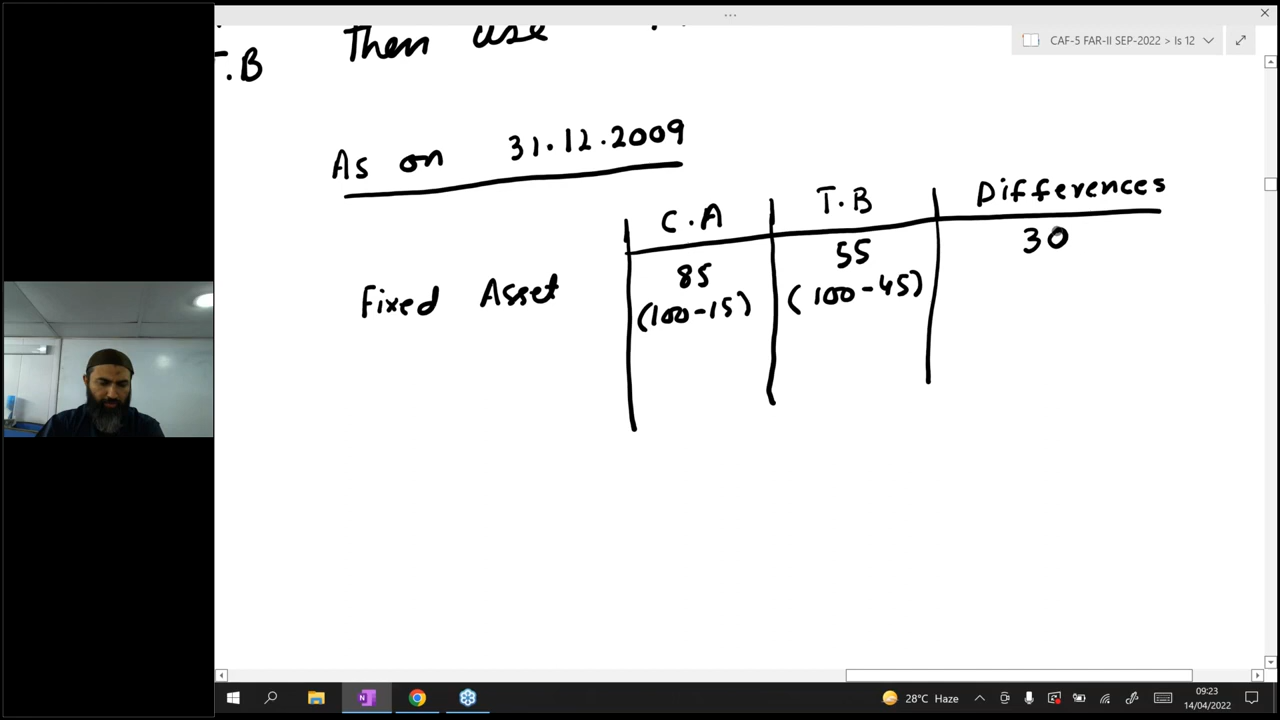 CAF-5 FAR-II SEP-2022 > Is 12
Then use
T.B
As on 31.12.2009
C.A T.B Differences
85 55 30
Fixed Asset (100-15) (100-45)
28°C Haze
09:23
14/04/2022